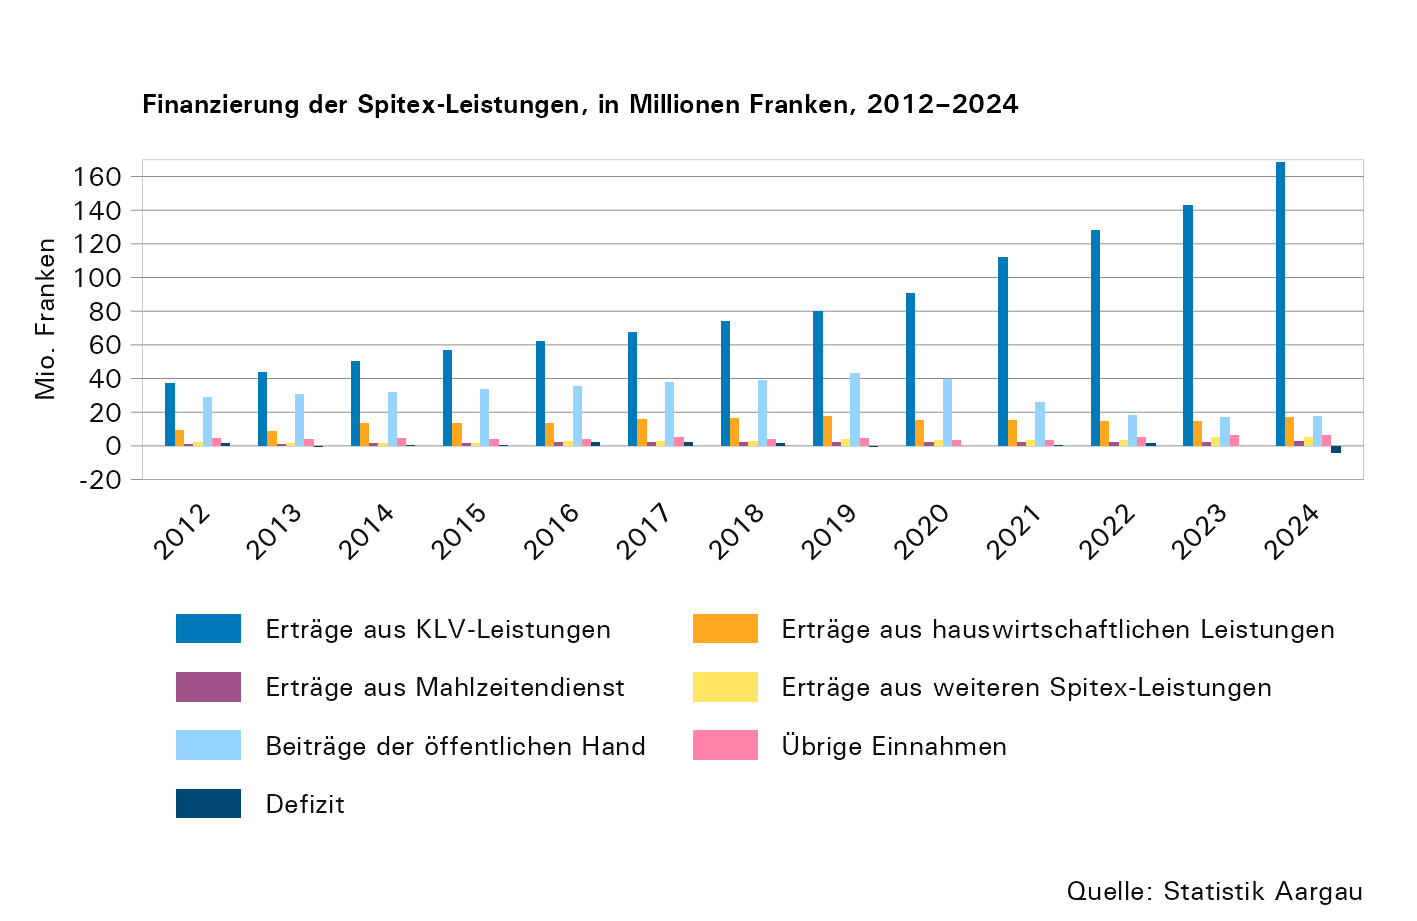 Finanzierung der Spitex-Leistungen, in Millionen Franken, 2012–2024
Mio. Franken
160
140
120
100
80
60
40
20
0
-20
2012
2013
2014
2015
2016
2017
2018
2019
2020
2021
2022
2023
2024
Erträge aus KLV-Leistungen
Erträge aus hauswirtschaftlichen Leistungen
Erträge aus Mahlzeitendienst
Erträge aus weiteren Spitex-Leistungen
Beiträge der öffentlichen Hand
Übrige Einnahmen
Defizit
Quelle: Statistik Aargau